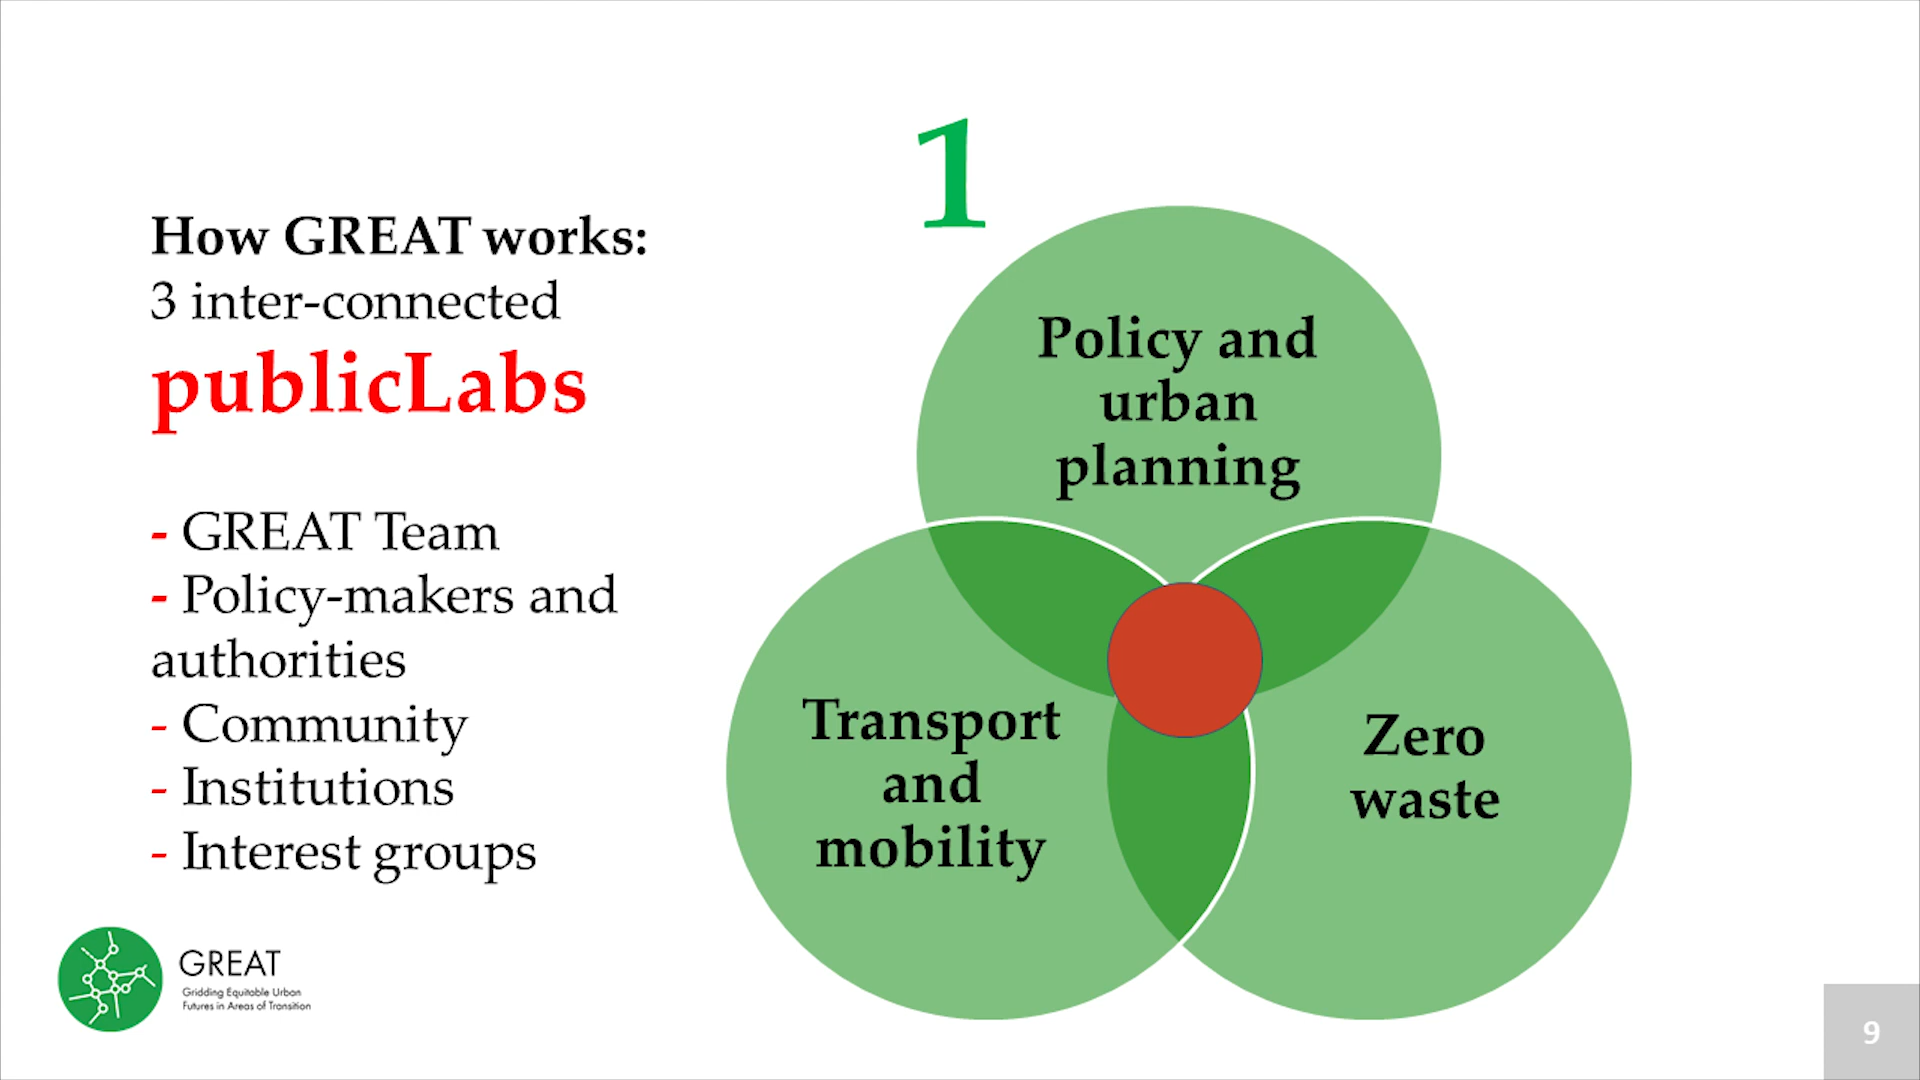 How GREAT works:
3 inter-connected
publicLabs
- GREAT Team
- Policy-makers and
authorities
- Community
- Institutions
- Interest groups
1
Policy and
urban
planning
Transport
and
mobility
Zero
waste
GREAT
Gridding Equitable Urban
Futures in Areas of Transition
9